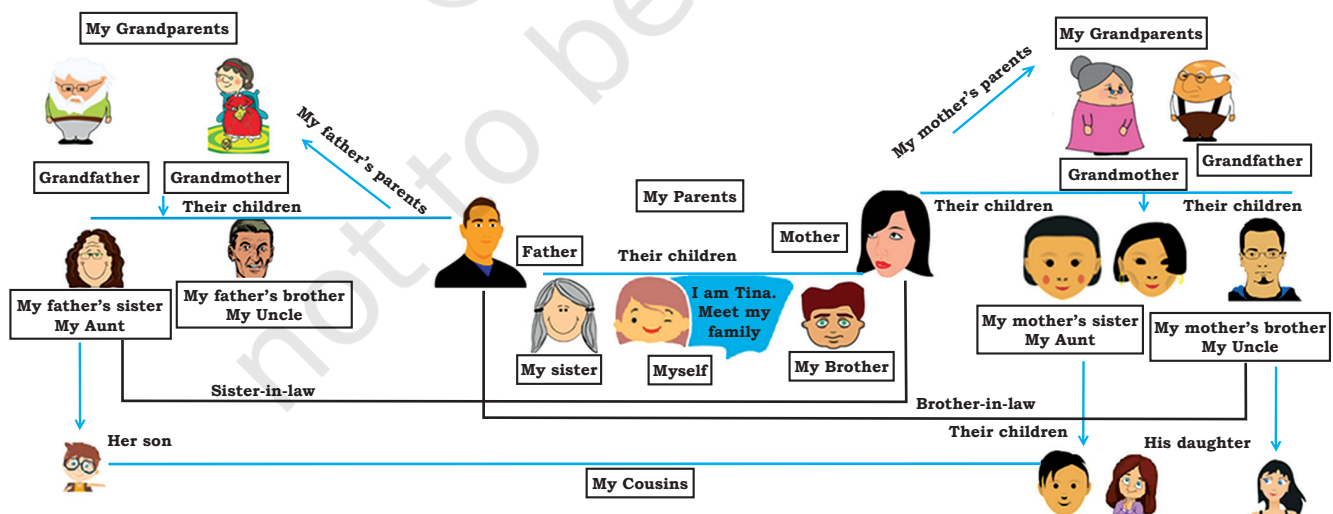 My Grandparents
My Grandparents
My father's parents
My mother's parents
Grandfather
Grandmother
Grandmother
Grandfather
My Parents
Their children
Their children
Their children
Father
Mother
Their children
My father's sister
My Aunt
My father's brother
My Uncle
I am Tina.
Meet my
family
My sister
Myself
My Brother
My mother's sister
My Aunt
My mother's brother
My Uncle
Sister-in-law
Brother-in-law
Her son
Their children
His daughter
My Cousins
not to be